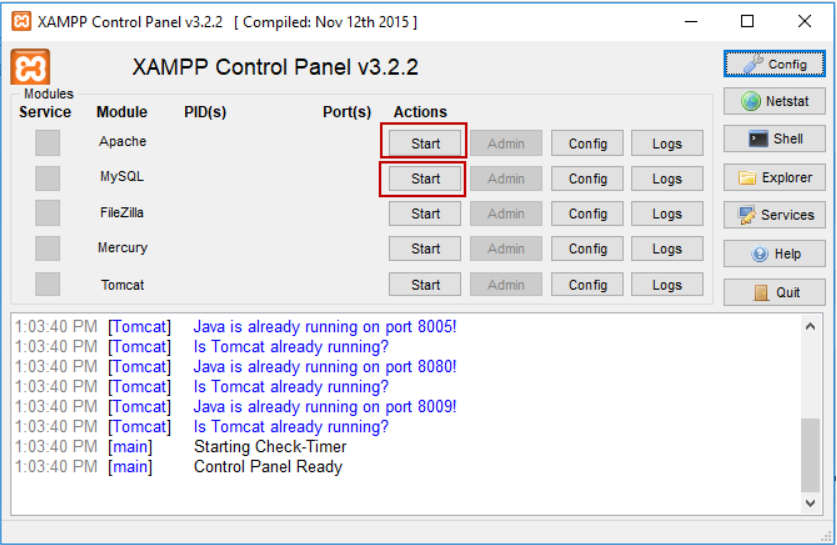 XAMPP Control Panel v3.2.2 [ Compiled: Nov 12th 2015 ]
XAMPP Control Panel v3.2.2
Config
Modules
Service Module PID(s) Port(s) Actions
Netstat
Apache Start Admin Config Logs
Shell
MySQL Start Admin Config Logs
Explorer
FileZilla Start Admin Config Logs
Services
Mercury Start Admin Config Logs
Help
Tomcat Start Admin Config Logs
Quit
1:03:40 PM [Tomcat] Java is already running on port 8005!
1:03:40 PM [Tomcat] Is Tomcat already running?
1:03:40 PM [Tomcat] Java is already running on port 8080!
1:03:40 PM [Tomcat] Is Tomcat already running?
1:03:40 PM [Tomcat] Java is already running on port 8009!
1:03:40 PM [Tomcat] Is Tomcat already running?
1:03:40 PM [main] Starting Check-Timer
1:03:40 PM [main] Control Panel Ready